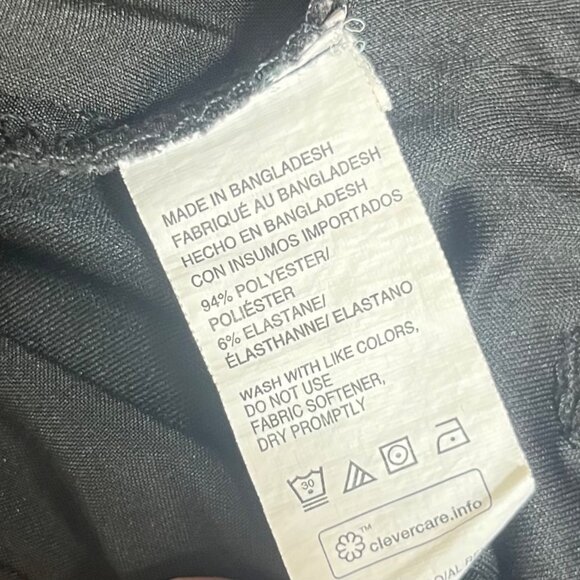 MADE IN BANGLADESH
FABRIQUÉ AU BANGLADESH
HECHO EN BANGLADESH
CON INSUMOS IMPORTADOS
94% POLYESTER/
POLIÉSTER
6% ELASTANE/
ÉLASTHANNE/ ELASTANO
WASH WITH LIKE COLORS,
DO NOT USE
FABRIC SOFTENER,
DRY PROMPTLY
30
™ clevercare.info